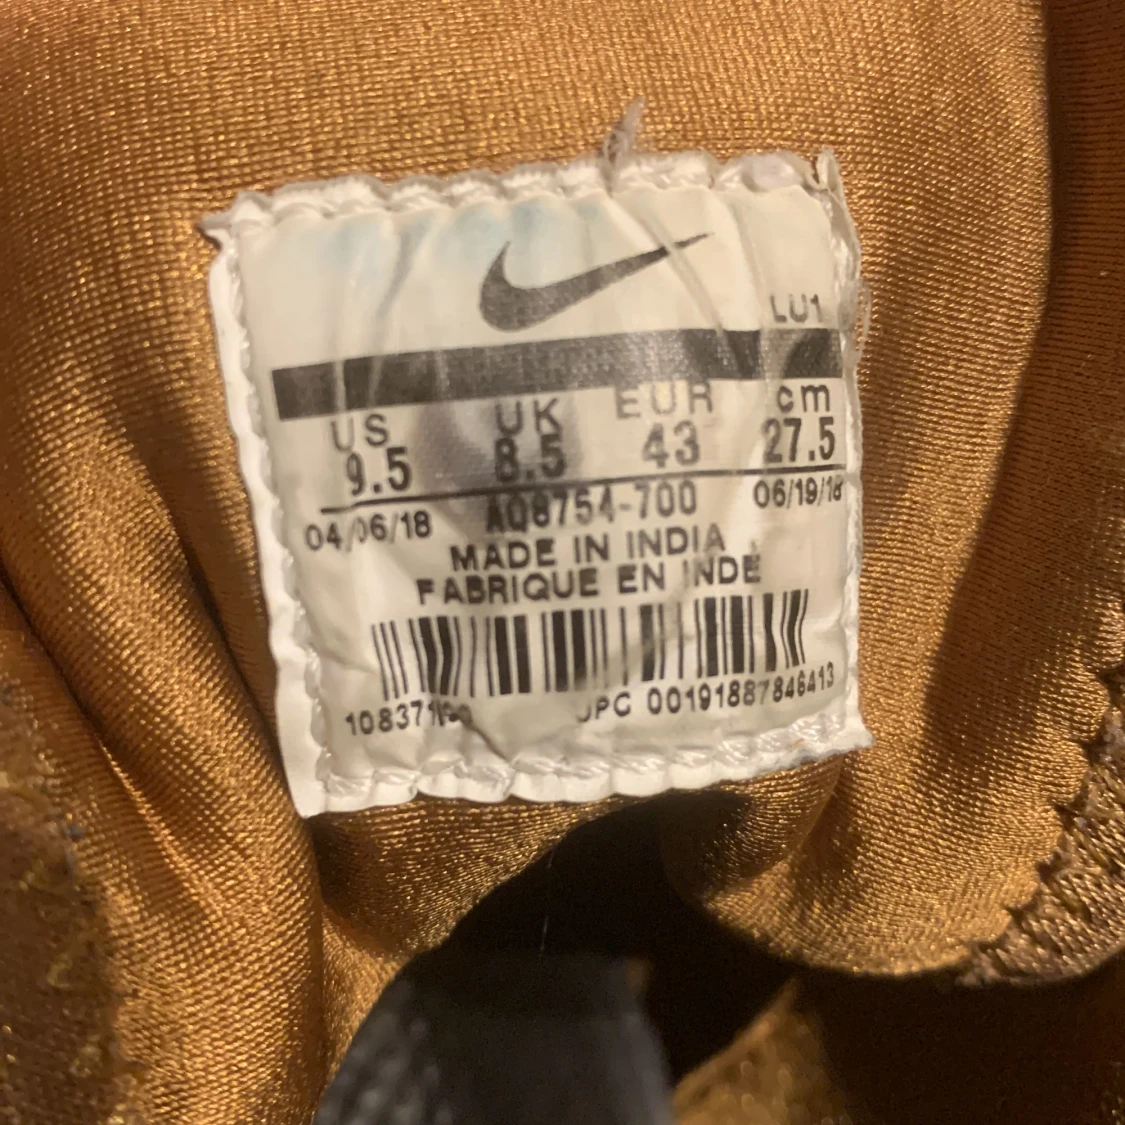 LU1
US UK EUR cm
9.5 8.5 43 27.5
04/06/18 AQ8754-700 06/19/18
MADE IN INDIA
FABRIQUE EN INDE
UPC 00191887846413